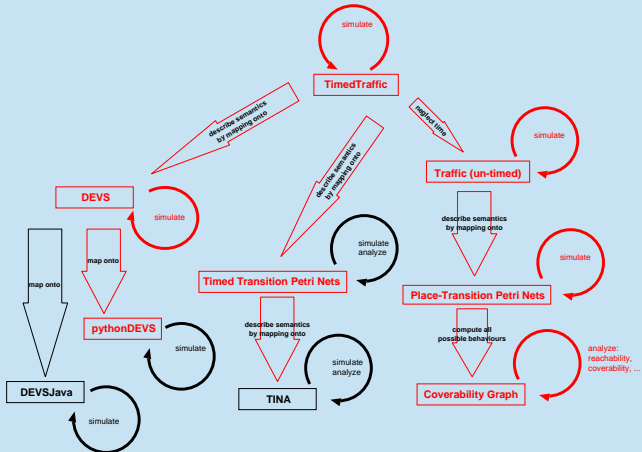 simulate
TimedTraffic
describe semantics
by mapping onto
describe semantics
by mapping onto
neglect time
simulate
Traffic (un-timed)
DEVS
simulate
describe semantics
by mapping onto
simulate
analyze
map onto
map onto
Timed Transition Petri Nets
Place-Transition Petri Nets
simulate
pythonDEVS
simulate
describe semantics
by mapping onto
compute all
possible behaviours
simulate
analyze
analyze:
reachability,
coverability, ...
DEVSJava
simulate
TINA
Coverability Graph